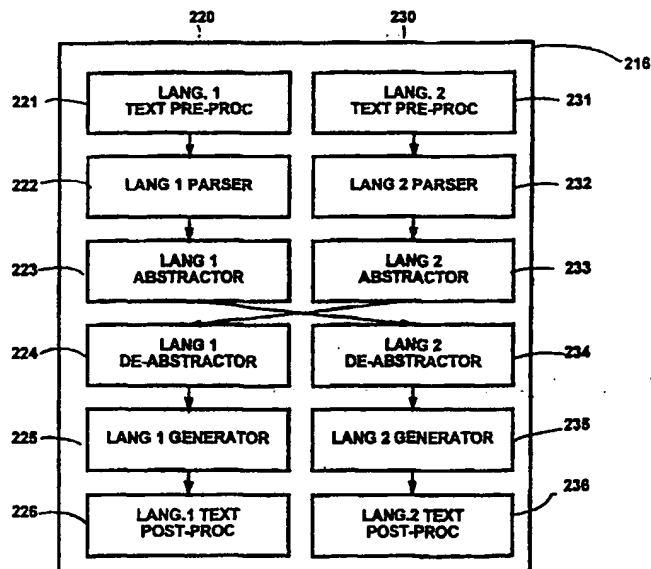 220 230
216
221 LANG. 1 LANG. 2 231
TEXT PRE-PROC TEXT PRE-PROC
222 LANG 1 PARSER LANG 2 PARSER 232
223 LANG 1 LANG 2 233
ABSTRACTOR ABSTRACTOR
224 LANG 1 LANG 2 234
DE-ABSTRACTOR DE-ABSTRACTOR
225 LANG 1 GENERATOR LANG 2 GENERATOR 235
226 LANG.1 TEXT LANG.2 TEXT 236
POST-PROC POST-PROC